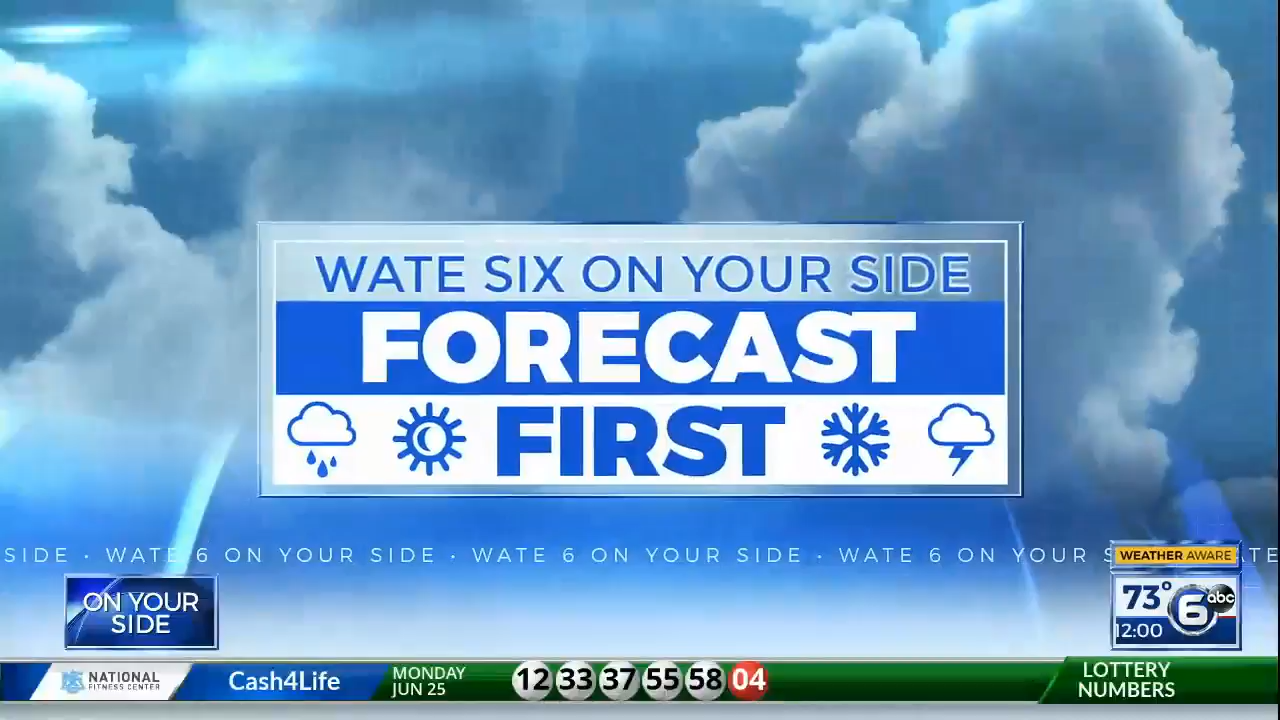 WATE SIX ON YOUR SIDE
FORECAST
FIRST
SIDE · WATE 6 ON YOUR SIDE · WATE 6 ON YOUR SIDE · WATE 6 ON YOUR S
WEATHER AWARE
TE
ON YOUR
SIDE
73°
6
abc
12:00
NATIONAL
FITNESS CENTER
Cash4Life
MONDAY
JUN 25
12 33 37 55 58 04
LOTTERY
NUMBERS